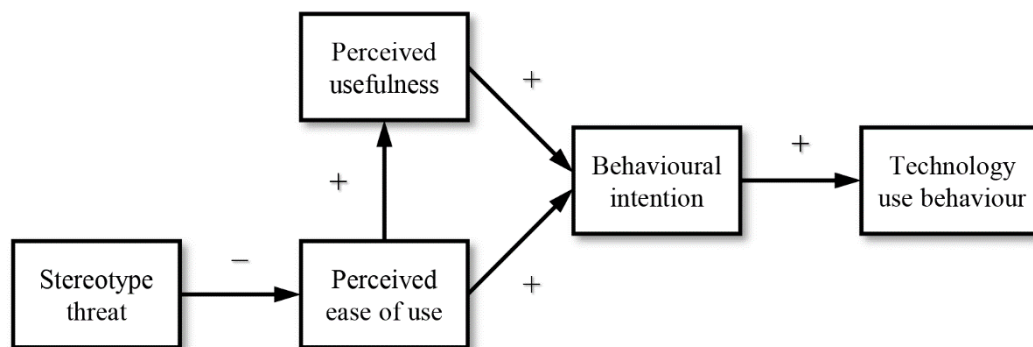 Perceived
usefulness
+
+
Behavioural
intention
+
Technology
use behaviour
+
Stereotype
threat
−
Perceived
ease of use
+